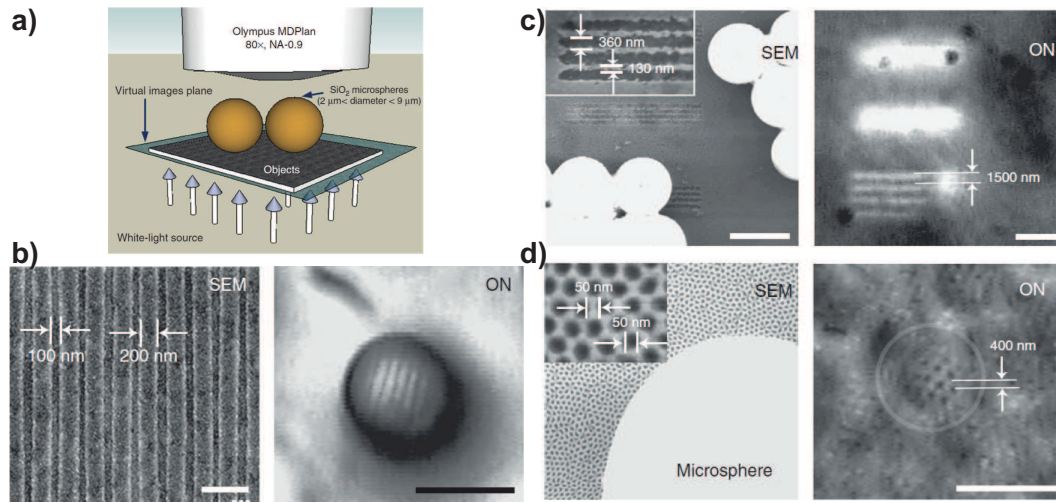 a)
Olympus MDPlan
80×, NA-0.9
Virtual images plane
SiO2 microspheres
(2 μm< diameter < 9 μm)
Objects
White-light source
b)
SEM
100 nm
200 nm
ON
c)
360 nm
130 nm
SEM
ON
1500 nm
d)
50 nm
50 nm
SEM
Microsphere
ON
400 nm